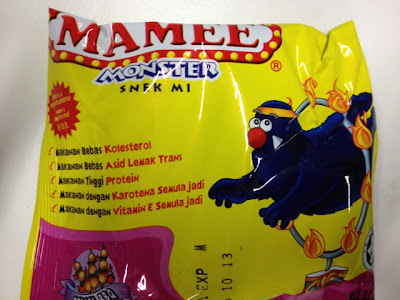 MAMEE
®
MONSTER
SNEK MI
Makanan Bebas Kolesterol
Makanan Bebas Asid Lemak Trans
Makanan Tinggi Protein
Makanan dengan Karotena Semula jadi
Makanan dengan Vitamin E Semula jadi
EXP M
10 13